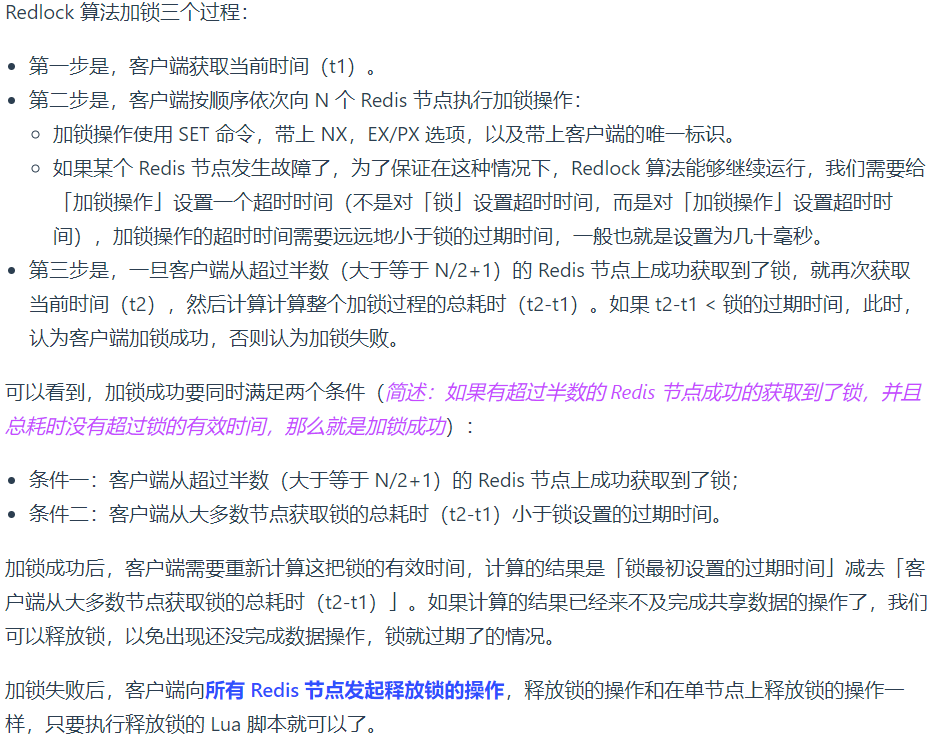 Redlock 算法加锁三个过程：
第一步是，客户端获取当前时间（t1）。
第二步是，客户端按顺序依次向 N 个 Redis 节点执行加锁操作：
加锁操作使用 SET 命令，带上 NX，EX/PX 选项，以及带上客户端的唯一标识。
如果某个 Redis 节点发生故障了，为了保证在这种情况下，Redlock 算法能够继续运行，我们需要给
「加锁操作」设置一个超时时间（不是对「锁」设置超时时间，而是对「加锁操作」设置超时时
间），加锁操作的超时时间需要远远地小于锁的过期时间，一般也就是设置为几十毫秒。
第三步是，一旦客户端从超过半数（大于等于 N/2+1）的 Redis 节点上成功获取到了锁，就再次获取
当前时间（t2），然后计算计算整个加锁过程的总耗时（t2-t1）。如果 t2-t1 < 锁的过期时间，此时，
认为客户端加锁成功，否则认为加锁失败。
可以看到，加锁成功要同时满足两个条件（简述：如果有超过半数的 Redis 节点成功的获取到了锁，并且
总耗时没有超过锁的有效时间，那么就是加锁成功）：
条件一：客户端从超过半数（大于等于 N/2+1）的 Redis 节点上成功获取到了锁；
条件二：客户端从大多数节点获取锁的总耗时（t2-t1）小于锁设置的过期时间。
加锁成功后，客户端需要重新计算这把锁的有效时间，计算的结果是「锁最初设置的过期时间」减去「客
户端从大多数节点获取锁的总耗时（t2-t1）」。如果计算的结果已经来不及完成共享数据的操作了，我们
可以释放锁，以免出现还没完成数据操作，锁就过期了的情况。
加锁失败后，客户端向所有 Redis 节点发起释放锁的操作，释放锁的操作和在单节点上释放锁的操作一
样，只要执行释放锁的 Lua 脚本就可以了。